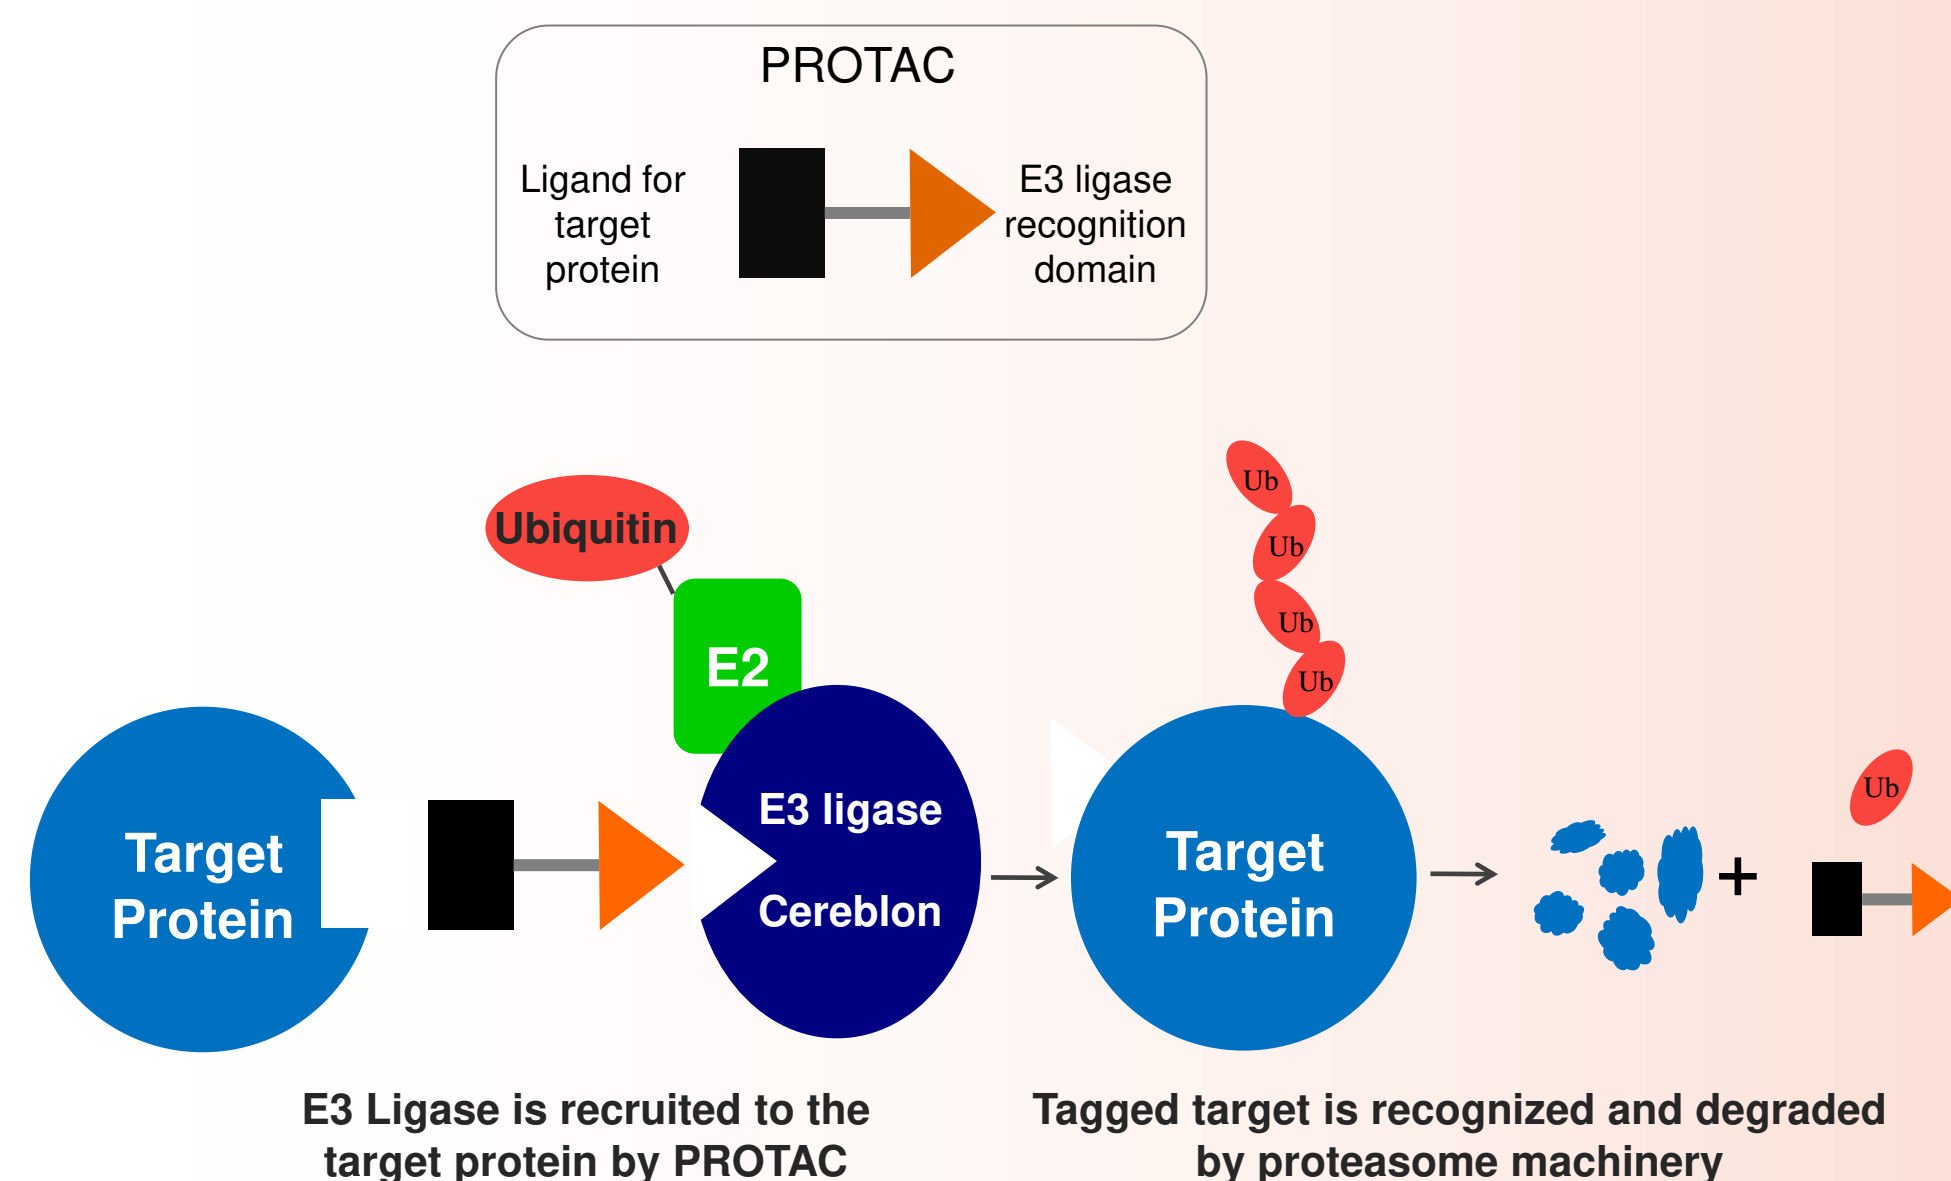 PROTAC
Ligand for
target
protein
E3 ligase
recognition
domain
Ub
Ub
Ub
Ub
Ubiquitin
E2
Target
Protein
E3 ligase
Cereblon
Target
Protein
Ub
+
E3 Ligase is recruited to the
target protein by PROTAC
Tagged target is recognized and degraded
by proteasome machinery